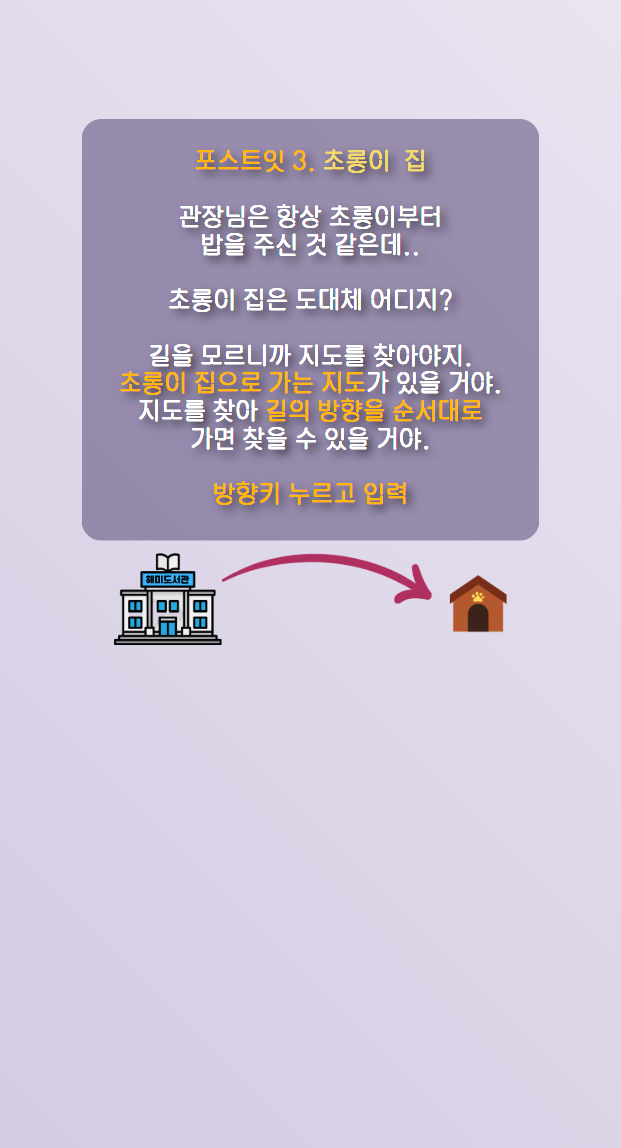 포스트잇 3. 초롱이 집
관장님은 항상 초롱이부터
밥을 주신 것 같은데..
초롱이 집은 도대체 어디지?
길을 모르니까 지도를 찾아야지.
초롱이 집으로 가는 지도가 있을 거야.
지도를 찾아 길의 방향을 순서대로
가면 찾을 수 있을 거야.
방향키 누르고 입력
해미도서관